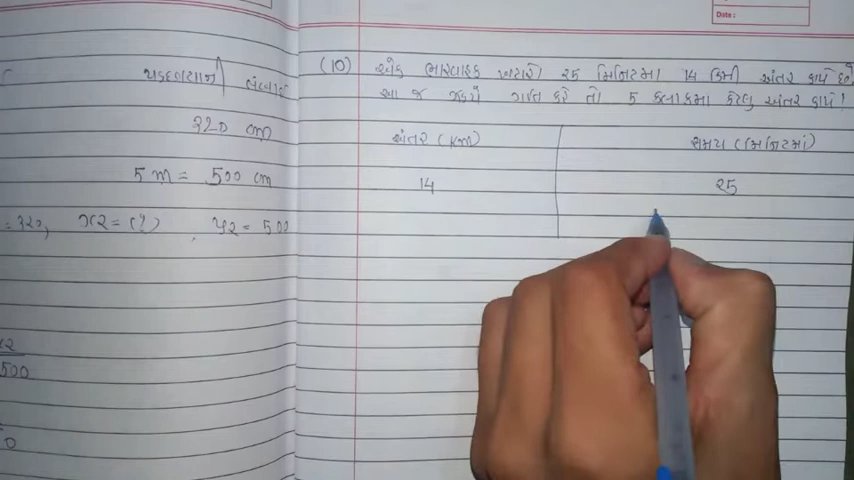 Date:
પડછાયાની લંબાઈ
320 cm
5 m = 500 cm
= 320, x2 = (?) , y2 = 500
x2
500
(10) એક ભારવાહક ખટારો 25 મિનિટમા 14 કિમી અંતર કાપે છે.
આ જ ઝડપે ગતિ કરે તો 5 કલાકમા કેટલુ અંતર કાપે?
અંતર (km) સમય (મિનિટમાં)
14 25